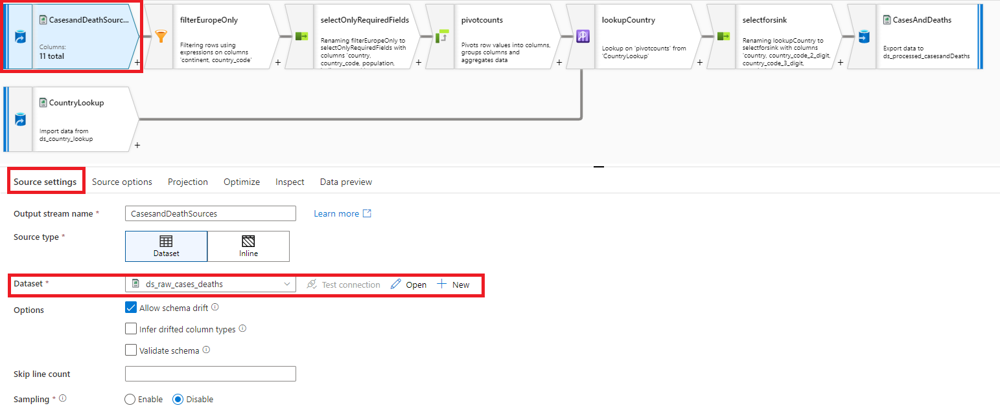 CasesandDeathSourc...
Columns:
11 total
+
filterEuropeOnly
Filtering rows using
expressions on columns
'continent, country_code'
+
selectOnlyRequiredFields
Renaming filterEuropeOnly to
selectOnlyRequiredFields with
columns 'country,
country_code, population,
+
pivotcounts
Pivots row values into columns,
groups columns and
aggregates data
+
lookupCountry
Lookup on 'pivotcounts' from
'CountryLookup'
+
selectforsink
Renaming lookupCountry to
selectforsink with columns
'country, country_code_2_digit,
country_code_3_digit,
+
CasesAndDeaths
Export data to
ds_processed_casesandDeaths
CountryLookup
Import data from
ds_country_lookup
+
Source settings Source options Projection Optimize Inspect Data preview
Output stream name * CasesandDeathSources Learn more
Source type *
Dataset Inline
Dataset * ds_raw_cases_deaths Test connection Open + New
Options Allow schema drift
Infer drifted column types
Validate schema
Skip line count
Sampling * Enable Disable